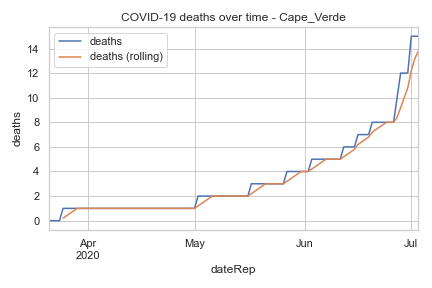 COVID-19 deaths over time - Cape_Verde
deaths
deaths (rolling)
14
12
10
8
6
4
2
0
deaths
Apr
2020
May
Jun
Jul
dateRep